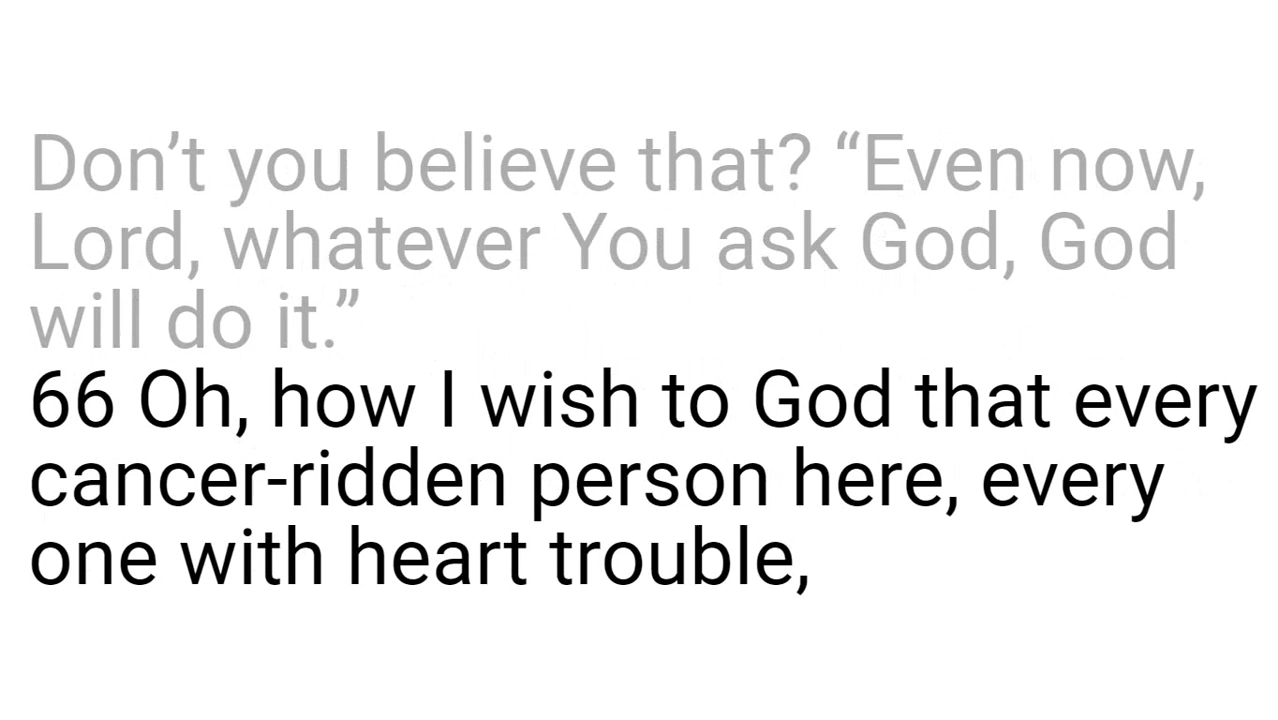 Don’t you believe that? “Even now,
Lord, whatever You ask God, God
will do it.”
66 Oh, how I wish to God that every
cancer-ridden person here, every
one with heart trouble,